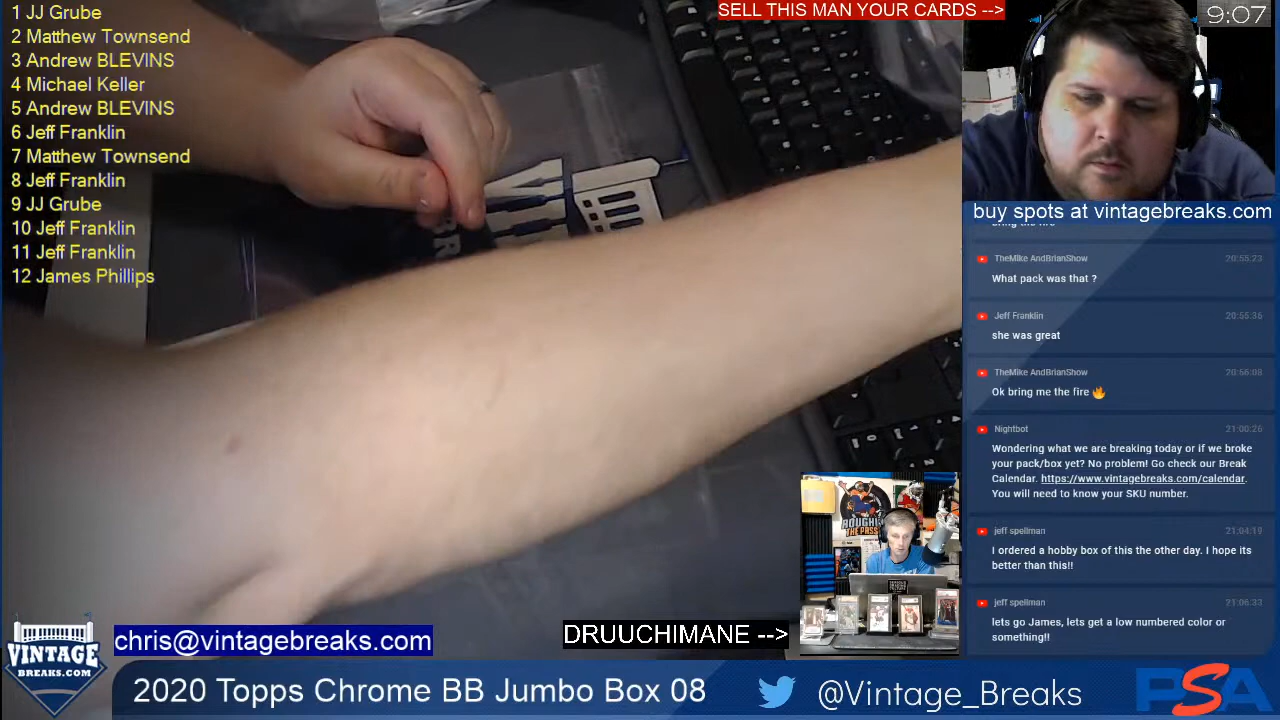 1 JJ Grube
2 Matthew Townsend
3 Andrew BLEVINS
4 Michael Keller
5 Andrew BLEVINS
6 Jeff Franklin
7 Matthew Townsend
8 Jeff Franklin
9 JJ Grube
10 Jeff Franklin
11 Jeff Franklin
12 James Phillips
SELL THIS MAN YOUR CARDS -->
9:07
buy spots at vintagebreaks.com
bring the fire
TheMike AndBrianShow 20:55:23
What pack was that ?
Jeff Franklin 20:55:36
she was great
TheMike AndBrianShow 20:56:08
Ok bring me the fire 🔥
Nightbot 21:00:26
Wondering what we are breaking today or if we broke
your pack/box yet? No problem! Go check our Break
Calendar. https://www.vintagebreaks.com/calendar.
You will need to know your SKU number.
jeff spellman 21:04:19
I ordered a hobby box of this the other day. I hope its
better than this!!
jeff spellman 21:06:33
lets go James, lets get a low numbered color or
something!!
ROUGHING
THE PASS
DRUUCHIMANE -->
VINTAGE
BREAKS.COM
chris@vintagebreaks.com
2020 Topps Chrome BB Jumbo Box 08
@Vintage_Breaks
PSA